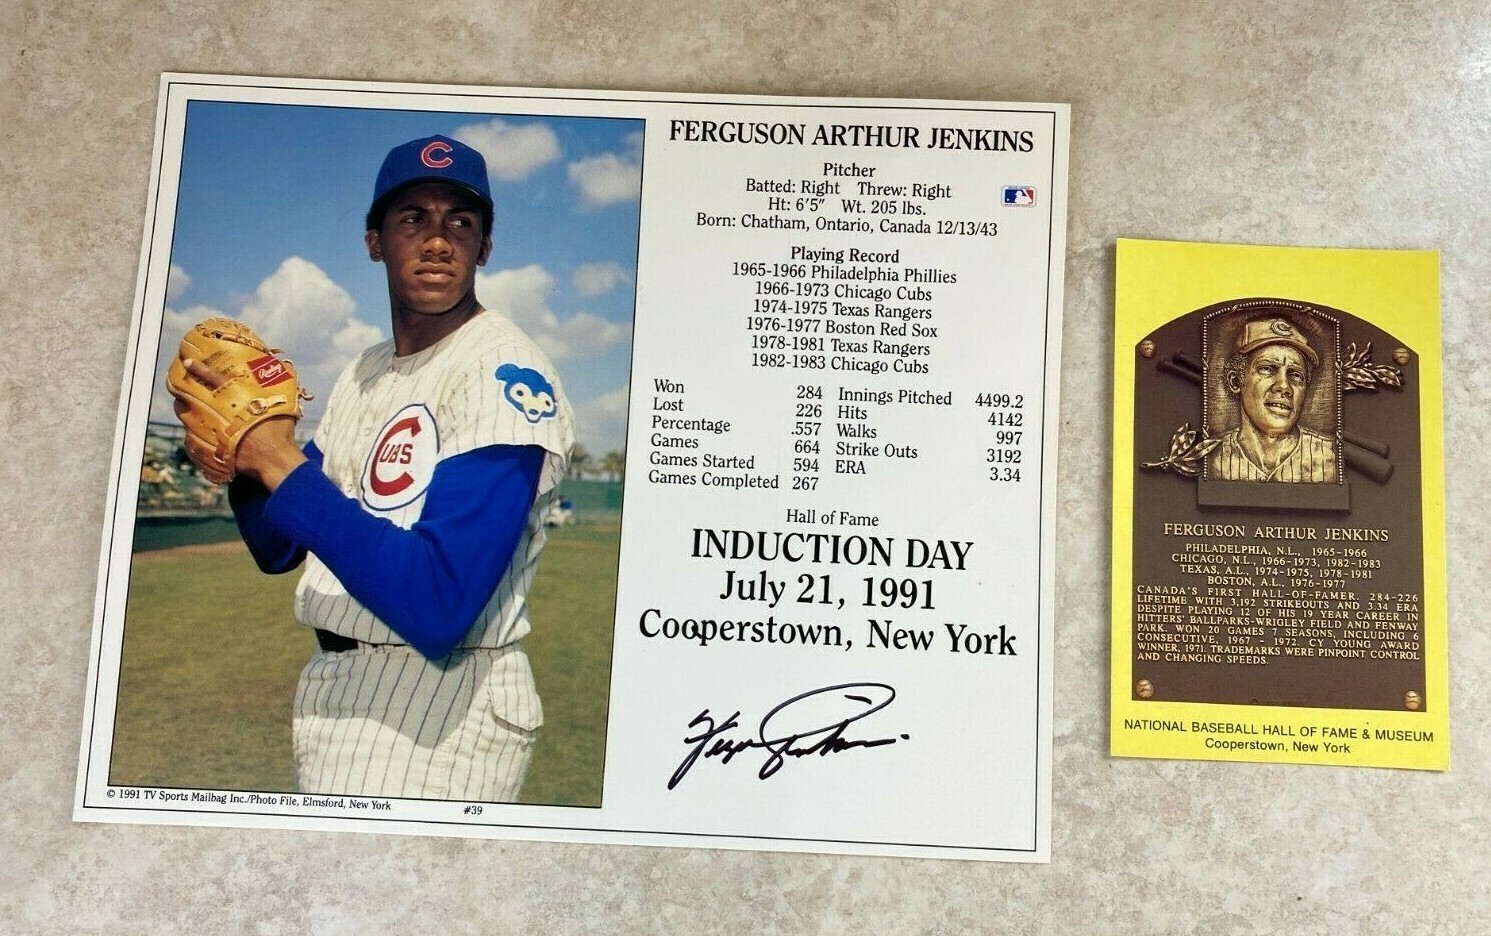 FERGUSON ARTHUR JENKINS
Pitcher
Batted: Right Threw: Right
Ht: 6'5" Wt. 205 lbs.
Born: Chatham, Ontario, Canada 12/13/43
Playing Record
1965-1966 Philadelphia Phillies
1966-1973 Chicago Cubs
1974-1975 Texas Rangers
1976-1977 Boston Red Sox
1978-1981 Texas Rangers
1982-1983 Chicago Cubs
Won 284
Lost 226
Percentage .557
Games 664
Games Started 594
Games Completed 267
Innings Pitched 4499.2
Hits 4142
Walks 997
Strike Outs 3192
ERA 3.34
Hall of Fame
INDUCTION DAY
July 21, 1991
Cooperstown, New York
Fergie Jenkins
C
CUBS
Rawlings
© 1991 TV Sports Mailbag Inc./Photo File, Elmsford, New York #39
FERGUSON ARTHUR JENKINS
PHILADELPHIA, N.L., 1965-1966
CHICAGO, N.L., 1966-1973, 1982-1983
TEXAS, A.L., 1974-1975, 1978-1981
BOSTON, A.L., 1976-1977
CANADA'S FIRST HALL-OF-FAMER. 284-226
LIFETIME WITH 3,192 STRIKEOUTS AND 3.34 ERA
DESPITE PLAYING 12 OF HIS 19 YEAR CAREER IN
HITTERS' BALLPARKS-WRIGLEY FIELD AND FENWAY
PARK. WON 20 GAMES 7 SEASONS, INCLUDING 6
CONSECUTIVE, 1967 - 1972. CY YOUNG AWARD
WINNER, 1971. TRADEMARKS WERE PINPOINT CONTROL
AND CHANGING SPEEDS.
NATIONAL BASEBALL HALL OF FAME & MUSEUM
Cooperstown, New York